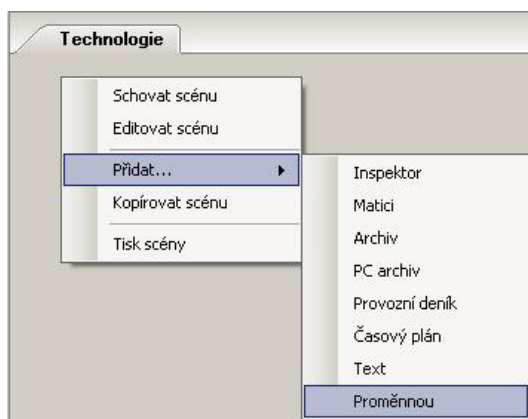 Technologie
Schovat scénu
Editovat scénu
Přidat...
Kopírovat scénu
Tisk scény
Inspektor
Matici
Archiv
PC archiv
Provozní deník
Časový plán
Text
Proměnnou